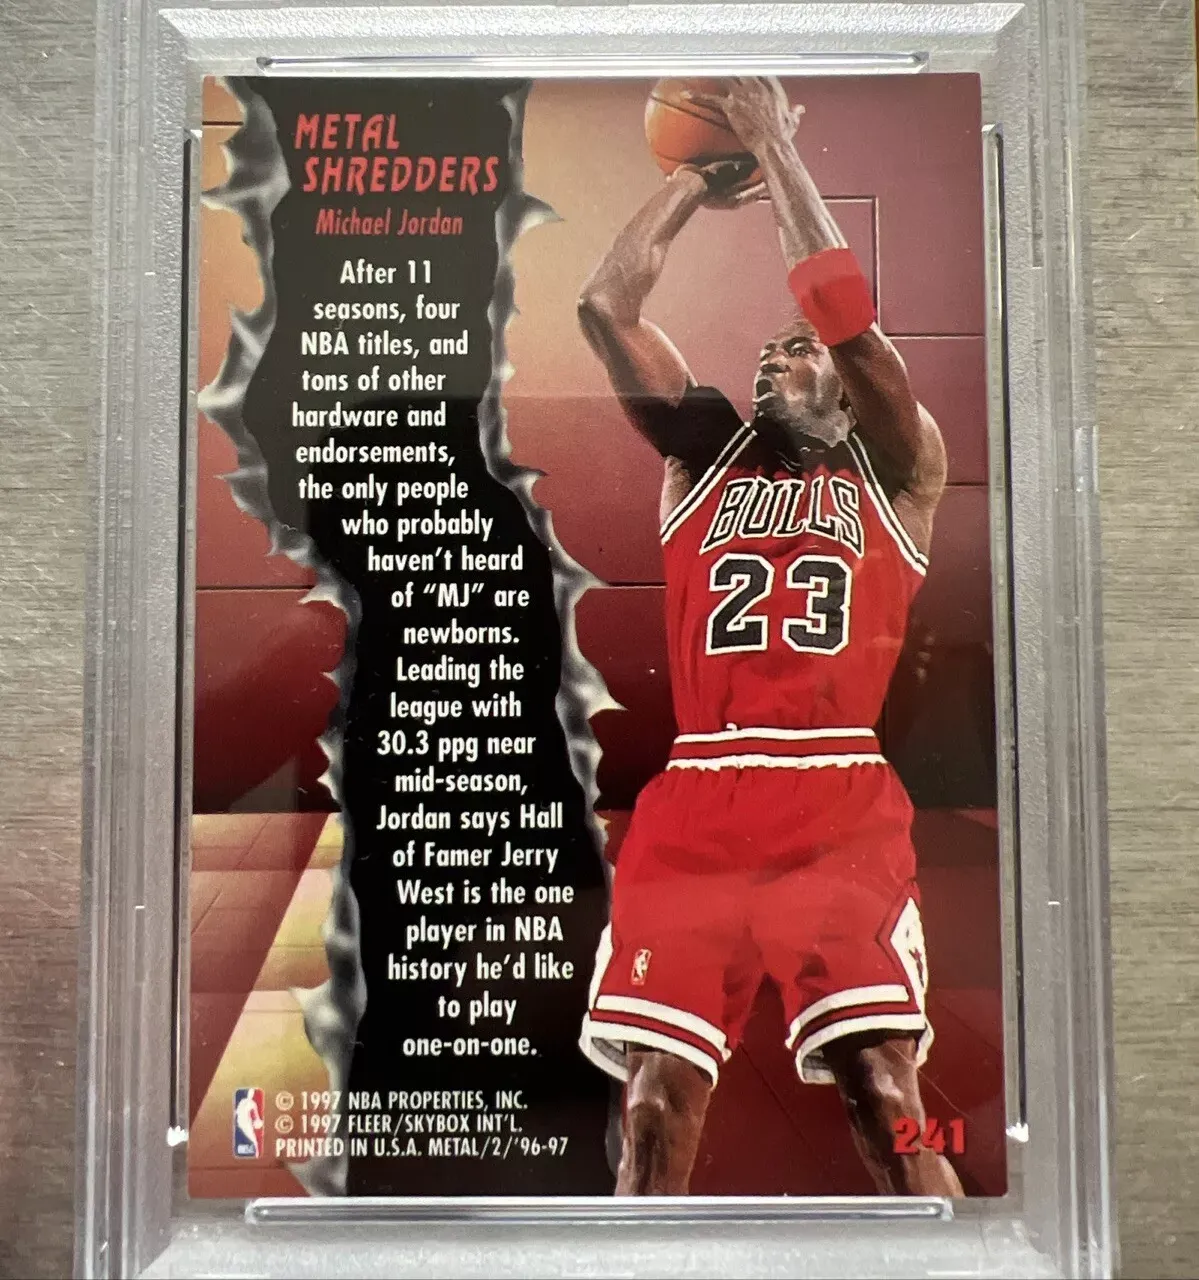 METAL
SHREDDERS
Michael Jordan
After 11
seasons, four
NBA titles, and
tons of other
hardware and
endorsements,
the only people
who probably
haven't heard
of “MJ” are
newborns.
Leading the
league with
30.3 ppg near
mid-season,
Jordan says Hall
of Famer Jerry
West is the one
player in NBA
history he'd like
to play
one-on-one.
BULLS
23
© 1997 NBA PROPERTIES, INC.
© 1997 FLEER/SKYBOX INT'L.
PRINTED IN U.S.A. METAL/2/'96-97
241